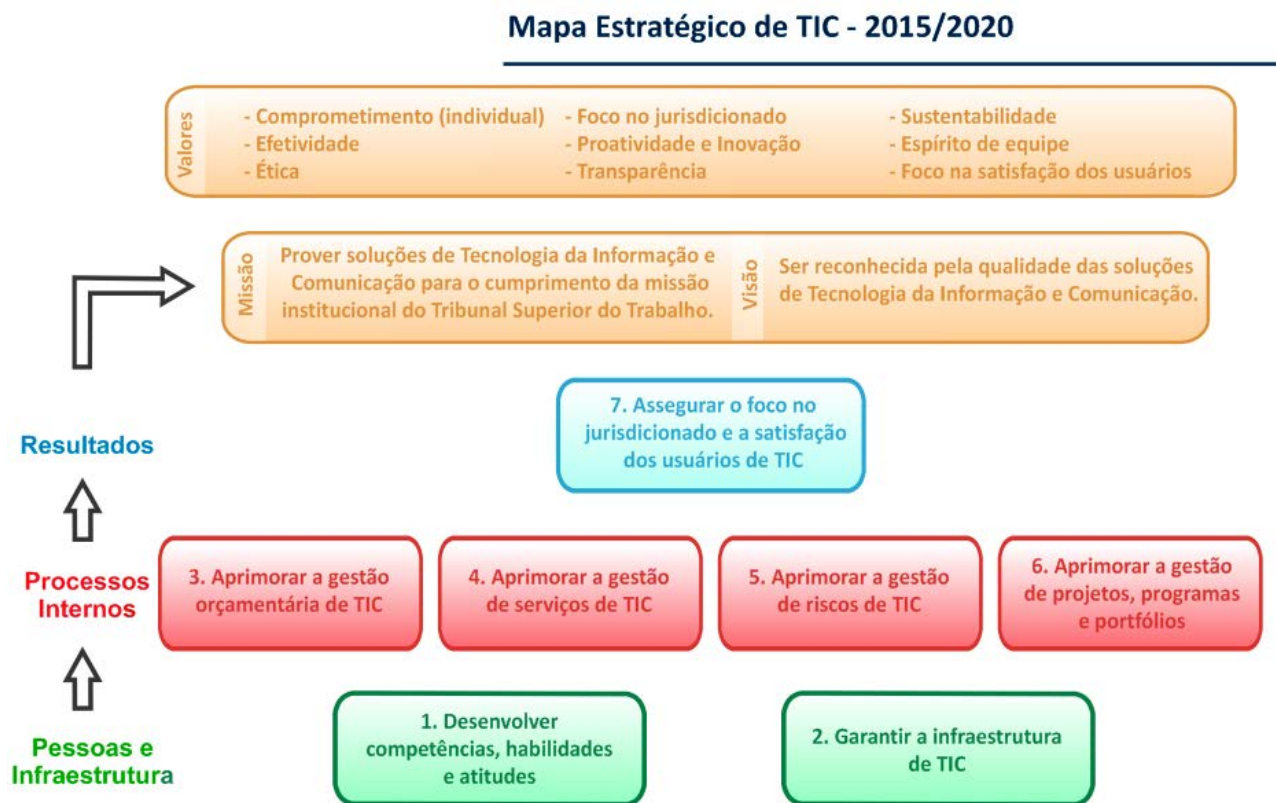 Mapa Estratégico de TIC - 2015/2020
Valores
- Comprometimento (individual)
- Efetividade
- Ética
- Foco no jurisdicionado
- Proatividade e Inovação
- Transparência
- Sustentabilidade
- Espírito de equipe
- Foco na satisfação dos usuários
Missão
Prover soluções de Tecnologia da Informação e
Comunicação para o cumprimento da missão
institucional do Tribunal Superior do Trabalho.
Visão
Ser reconhecida pela qualidade das soluções
de Tecnologia da Informação e Comunicação.
Resultados
7. Assegurar o foco no
jurisdicionado e a satisfação
dos usuários de TIC
Processos
Internos
3. Aprimorar a gestão
orçamentária de TIC
4. Aprimorar a gestão
de serviços de TIC
5. Aprimorar a gestão
de riscos de TIC
6. Aprimorar a gestão
de projetos, programas
e portfólios
Pessoas e
Infraestrutura
1. Desenvolver
competências, habilidades
e atitudes
2. Garantir a infraestrutura
de TIC